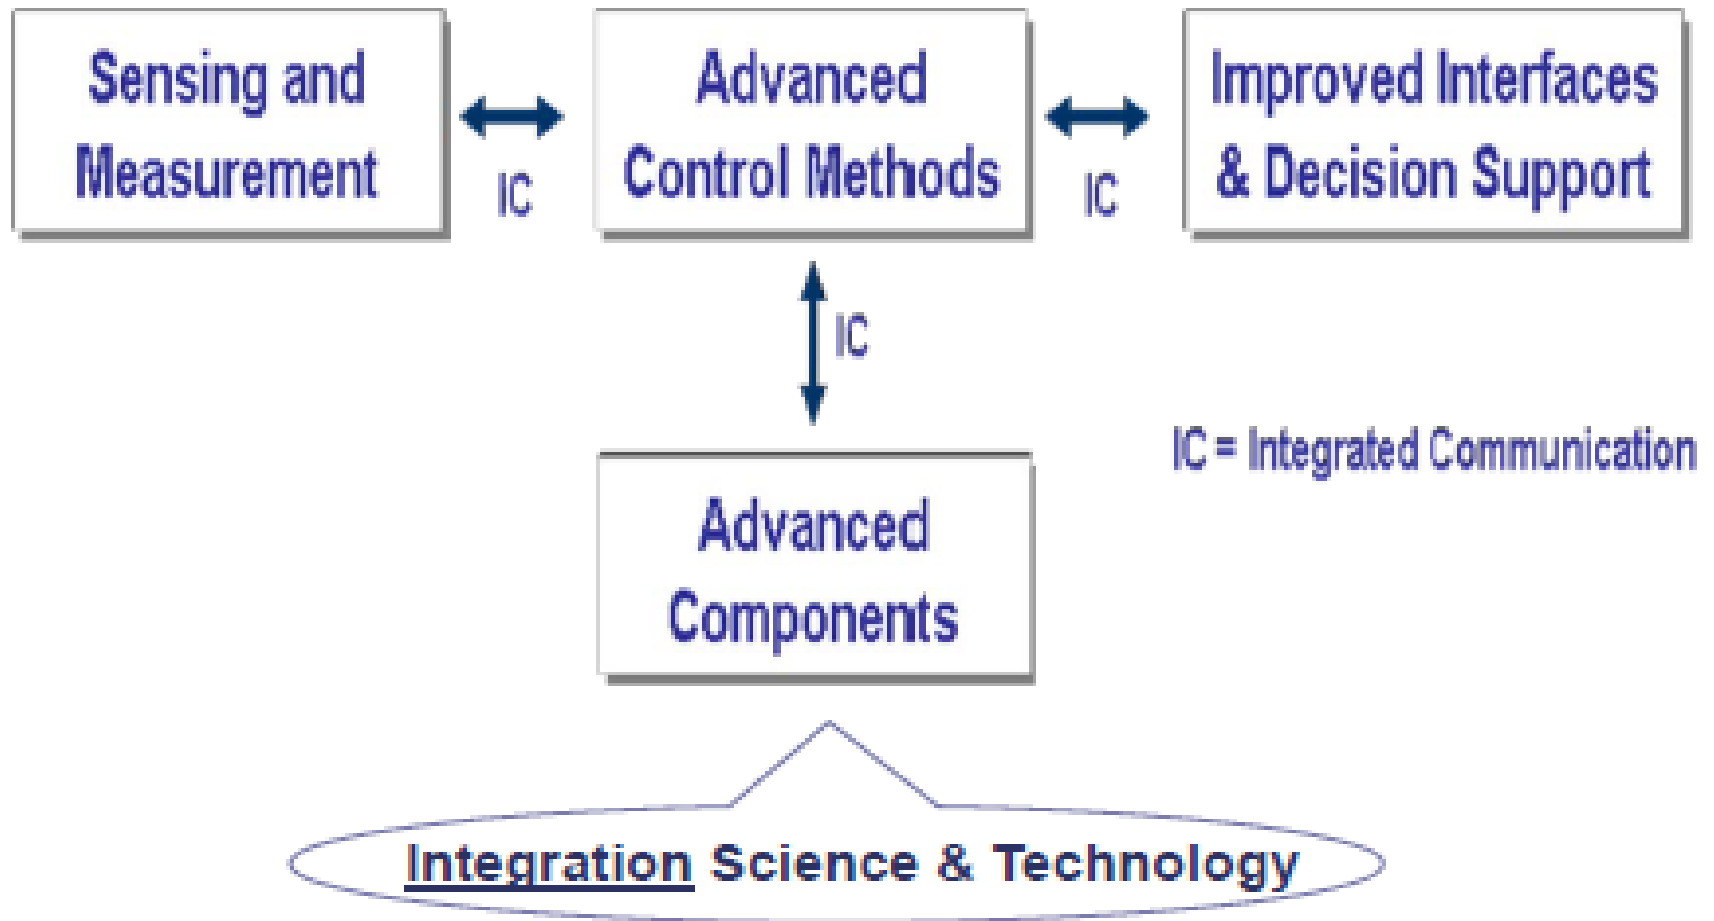 Sensing and
Measurement
IC
Advanced
Control Methods
IC
Improved Interfaces
& Decision Support
IC
IC = Integrated Communication
Advanced
Components
Integration Science & Technology